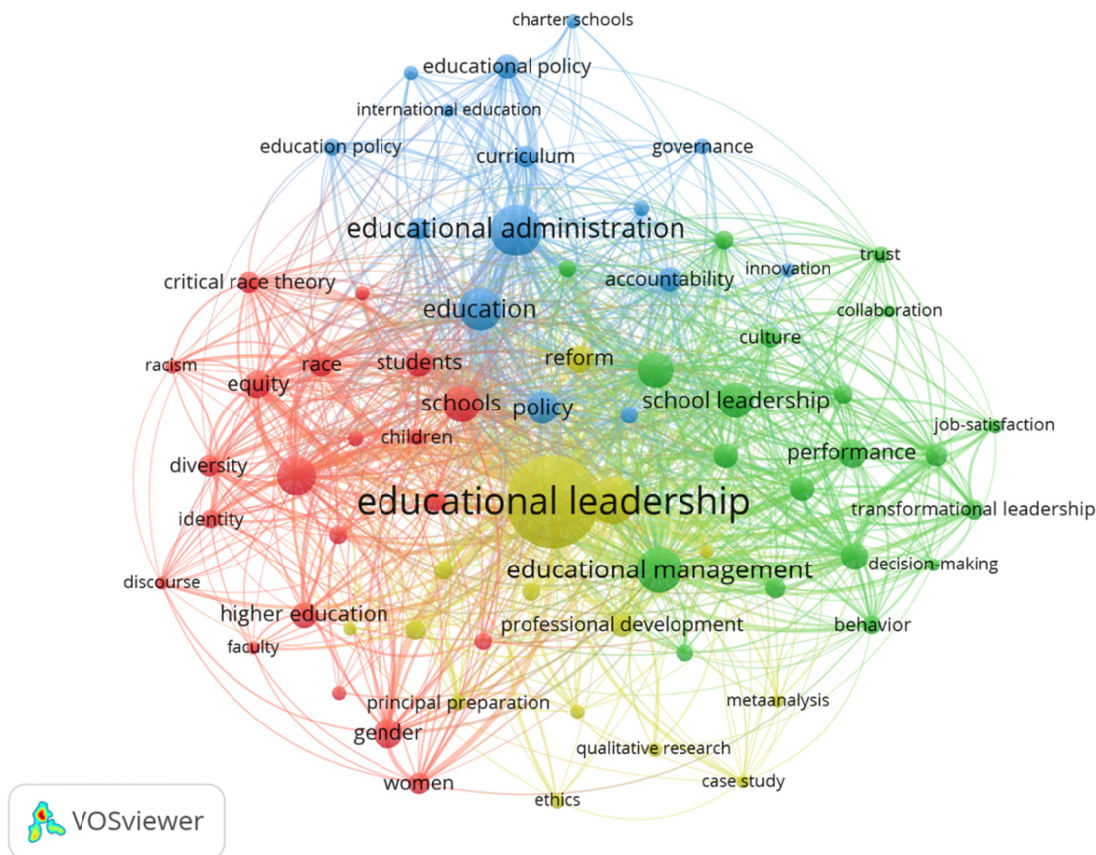 charter schools
educational policy
international education
education policy
curriculum
governance
educational administration
critical race theory
accountability
innovation
trust
education
collaboration
culture
racism
race
students
reform
equity
schools
policy
school leadership
children
job-satisfaction
diversity
performance
educational leadership
identity
transformational leadership
educational management
decision-making
discourse
higher education
professional development
behavior
faculty
principal preparation
metaanalysis
gender
qualitative research
women
case study
ethics
VOSviewer